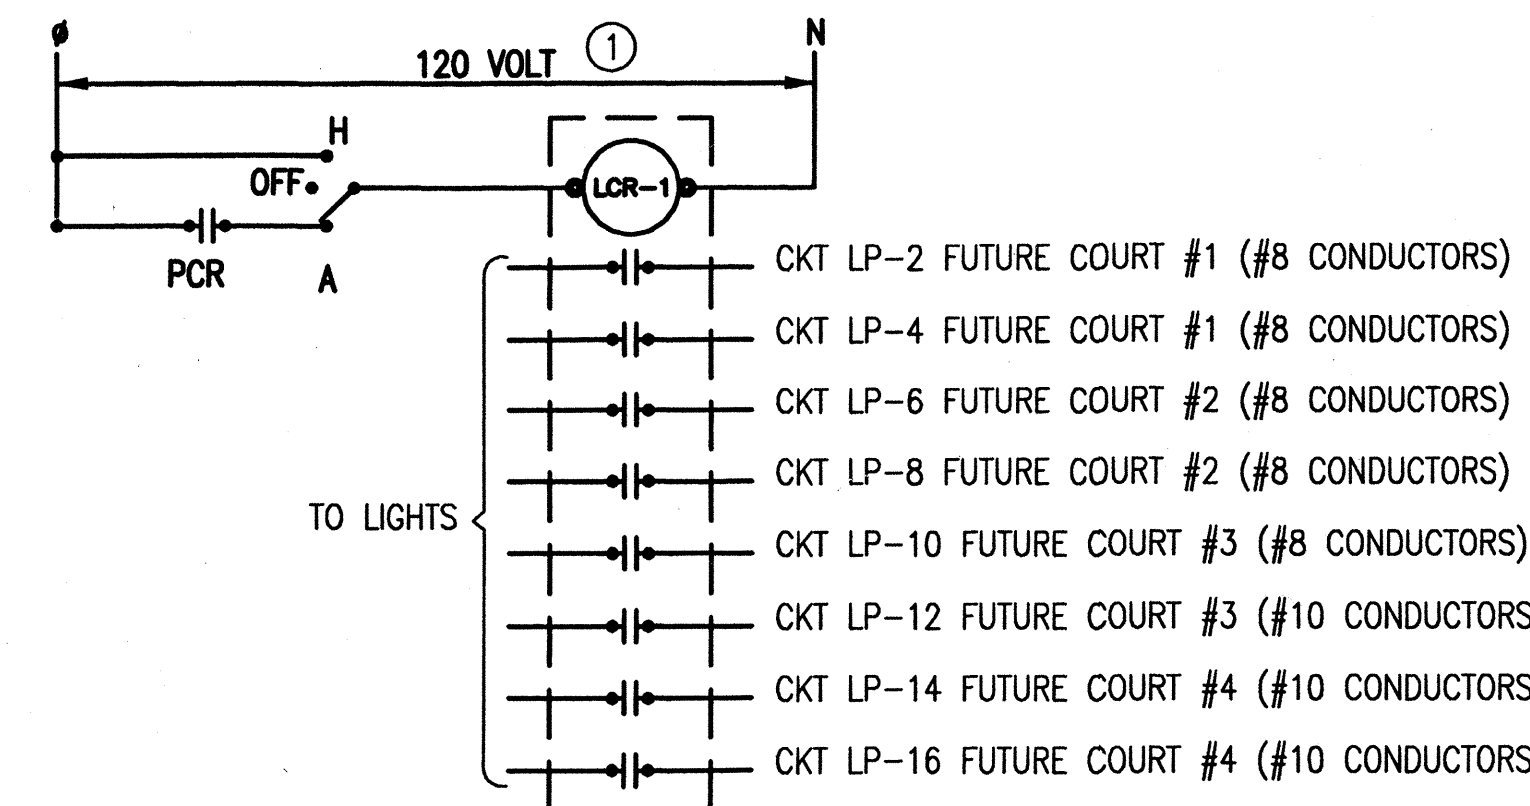 ø
N
120 VOLT 1
H
OFF
LCR-1
PCR
A
CKT LP-2 FUTURE COURT #1 (#8 CONDUCTORS)
CKT LP-4 FUTURE COURT #1 (#8 CONDUCTORS)
CKT LP-6 FUTURE COURT #2 (#8 CONDUCTORS)
CKT LP-8 FUTURE COURT #2 (#8 CONDUCTORS)
TO LIGHTS
CKT LP-10 FUTURE COURT #3 (#8 CONDUCTORS)
CKT LP-12 FUTURE COURT #3 (#10 CONDUCTORS
CKT LP-14 FUTURE COURT #4 (#10 CONDUCTORS
CKT LP-16 FUTURE COURT #4 (#10 CONDUCTORS